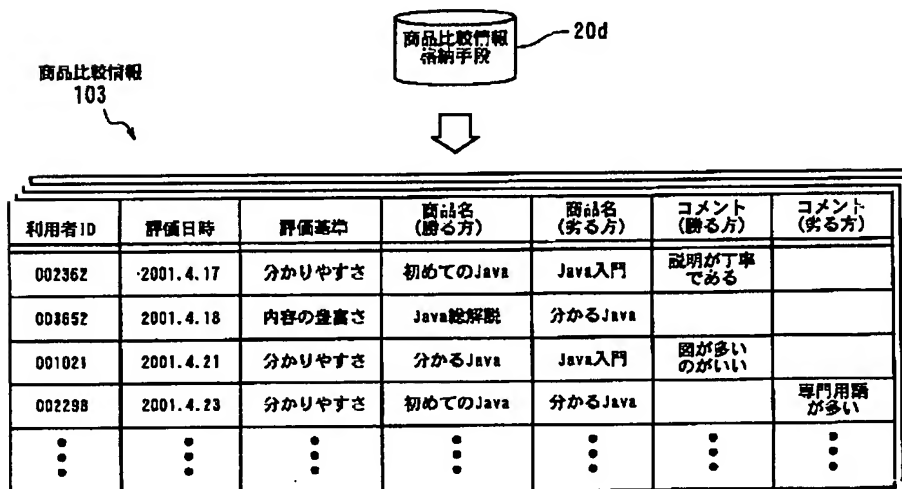 商品比較情報
格納手段
20d
商品比較情報
103
利用者ID 評価日時 評価基準 商品名 (勝る方) 商品名 (劣る方) コメント (勝る方) コメント (劣る方)
002362 2001.4.17 分かりやすさ 初めてのJava Java入門 説明が丁寧である
003652 2001.4.18 内容の豊富さ Java総解説 分かるJava
001021 2001.4.21 分かりやすさ 分かるJava Java入門 図が多いのがいい
002298 2001.4.23 分かりやすさ 初めてのJava 分かるJava 専門用語が多い